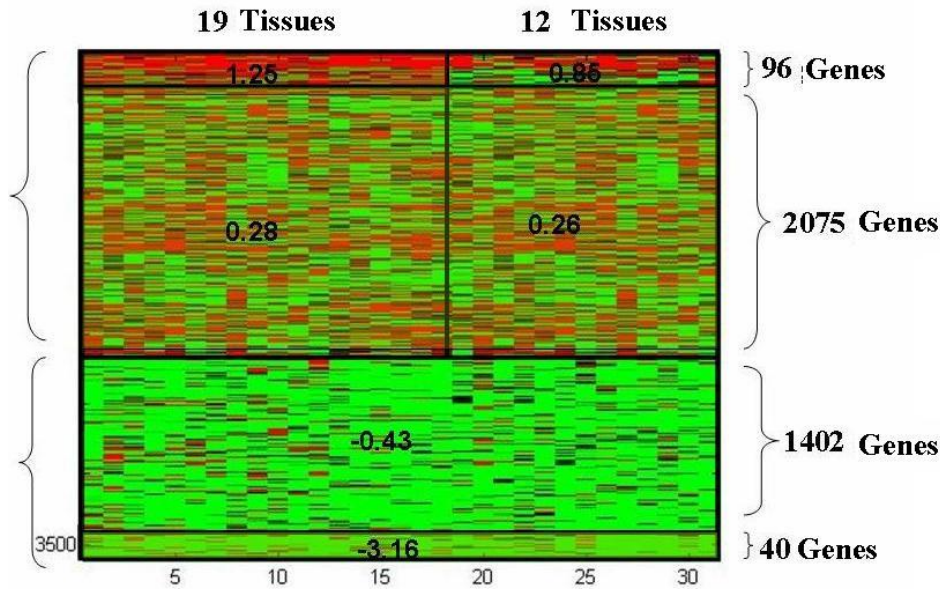 19 Tissues 12 Tissues
1.25 0.85 96 Genes
0.28 0.26 2075 Genes
-0.43 1402 Genes
3500 -3.16 40 Genes
5 10 15 20 25 30